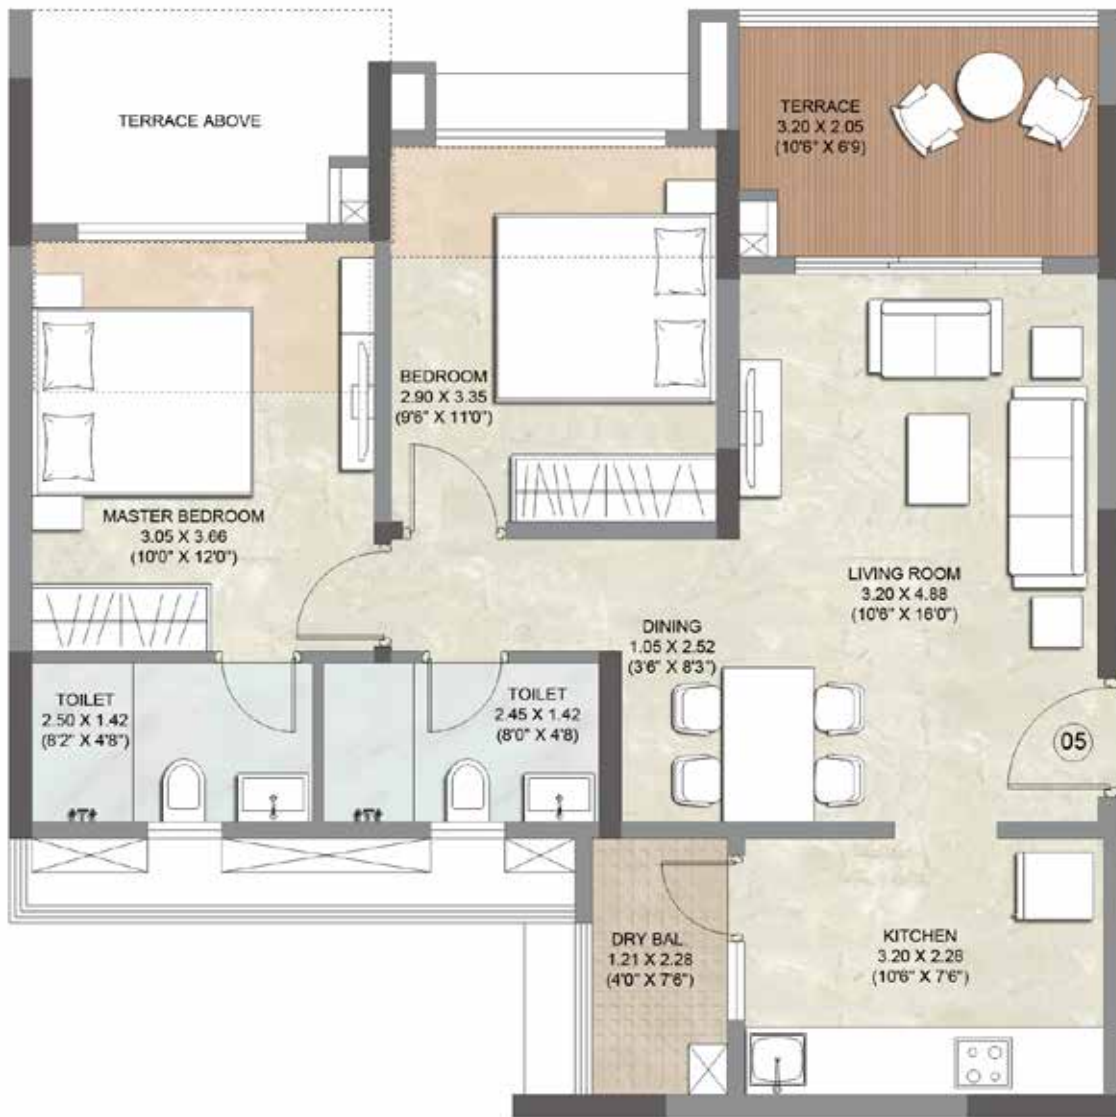 TERRACE ABOVE
TERRACE
3.20 X 2.05
(10'6" X 6'9)
BEDROOM
2.90 X 3.35
(9'6" X 11'0")
MASTER BEDROOM
3.05 X 3.66
(10'0" X 12'0")
LIVING ROOM
3.20 X 4.88
(10'6" X 16'0")
DINING
1.05 X 2.52
(3'6" X 8'3")
TOILET
2.50 X 1.42
(8'2" X 4'8")
TOILET
2.45 X 1.42
(8'0" X 4'8)
05
DRY BAL
1.21 X 2.28
(4'0" X 7'6")
KITCHEN
3.20 X 2.28
(10'6" X 7'6")